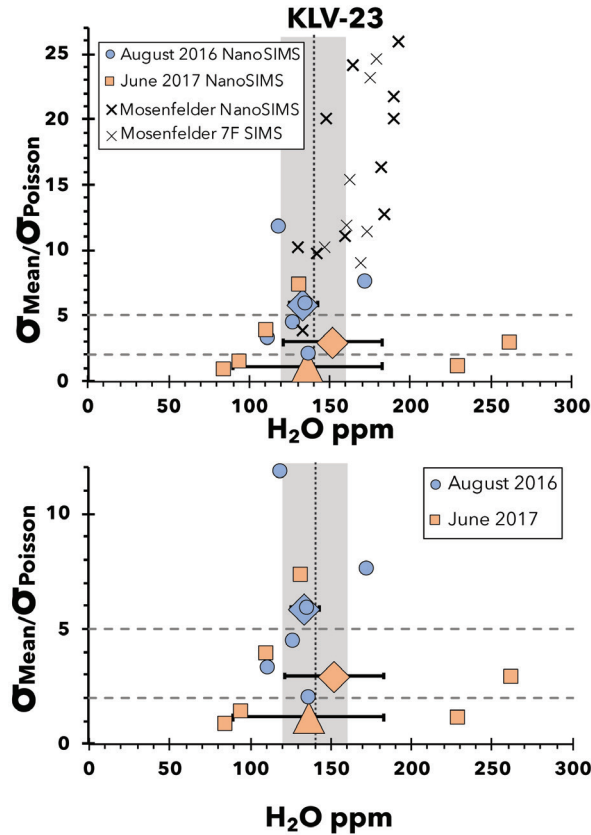 KLV-23
August 2016 NanoSIMS
June 2017 NanoSIMS
Mosenfelder NanoSIMS
Mosenfelder 7F SIMS
σMean/σPoisson
25
20
15
10
5
0
0 50 100 150 200 250 300
H₂O ppm
August 2016
June 2017
σMean/σPoisson
10
5
0
0 50 100 150 200 250 300
H₂O ppm